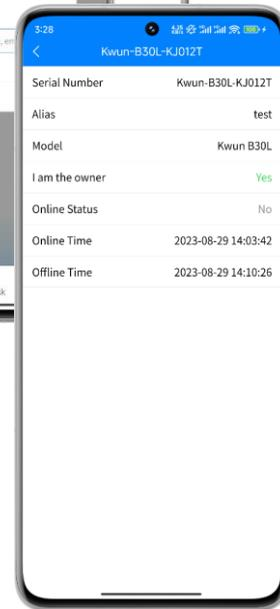 3:28
Kwun-B30L-KJ012T
Serial Number Kwun-B30L-KJ012T
Alias test
Model Kwun B30L
I am the owner Yes
Online Status No
Online Time 2023-08-29 14:03:42
Offline Time 2023-08-29 14:10:26